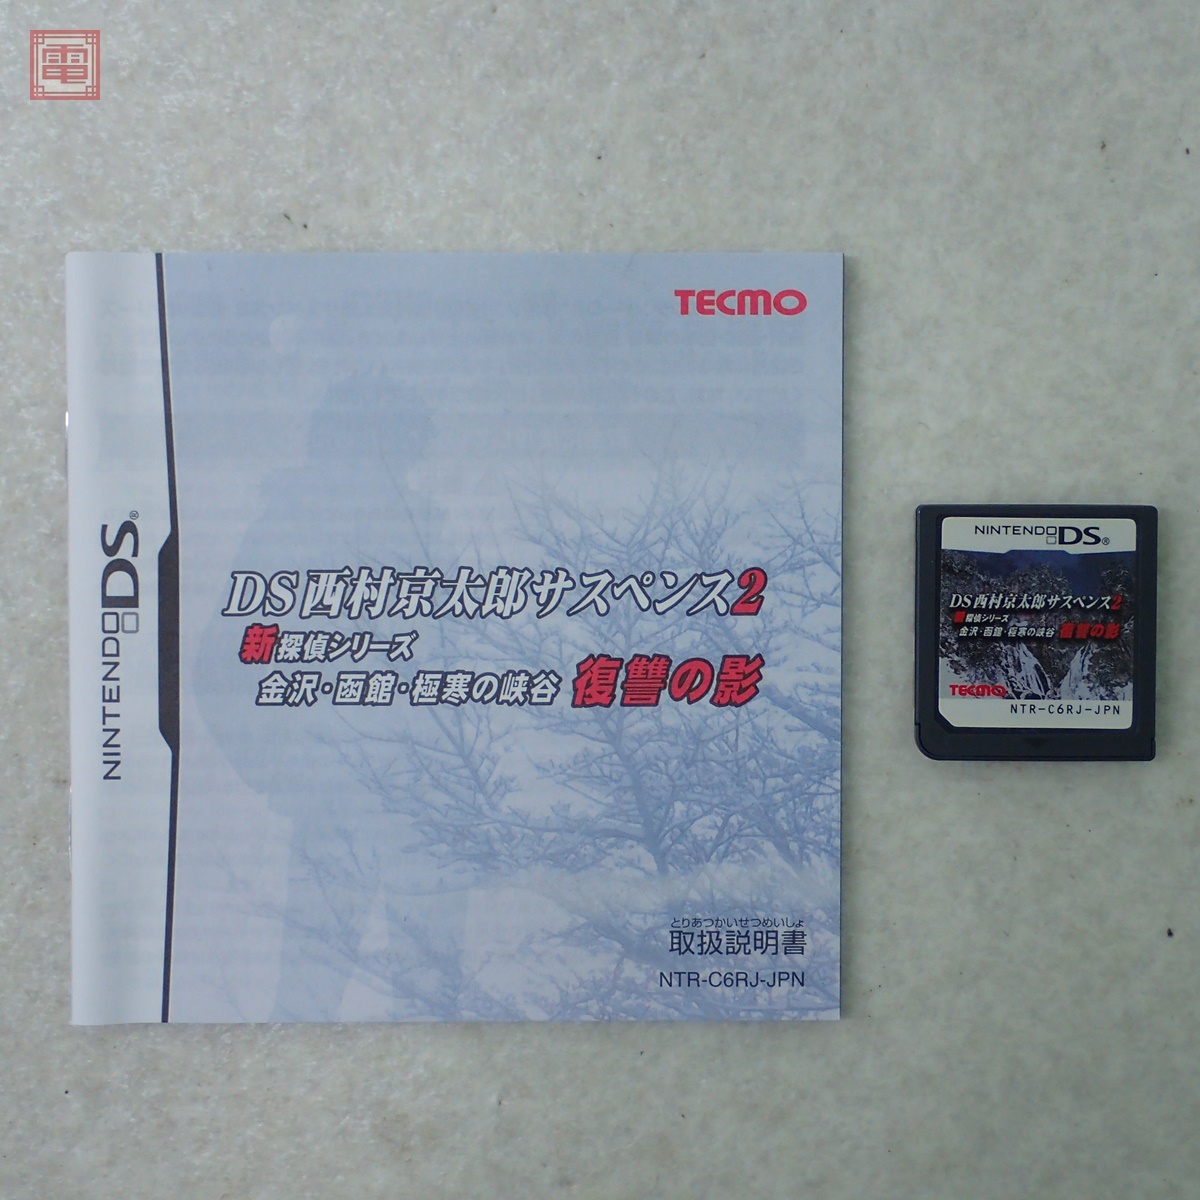 電
TECMO
NINTENDO DS®
DS 西村京太郎サスペンス2
新探偵シリーズ
金沢・函館・極寒の峡谷 復讐の影
とりあつかいせつめいしょ
取扱説明書
NTR-C6RJ-JPN
NINTENDO DS®
DS 西村京太郎サスペンス2
新探偵シリーズ
金沢・函館・極寒の峡谷 復讐の影
TECMO
NTR-C6RJ-JPN